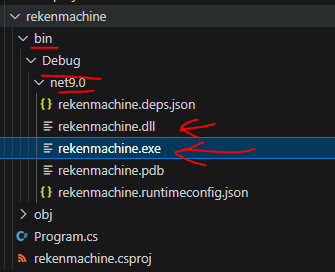 rekenmachine
bin
Debug
net9.0
{} rekenmachine.deps.json
rekenmachine.dll
rekenmachine.exe
rekenmachine.pdb
{} rekenmachine.runtimeconfig.json
obj
C# Program.cs
rekenmachine.csproj